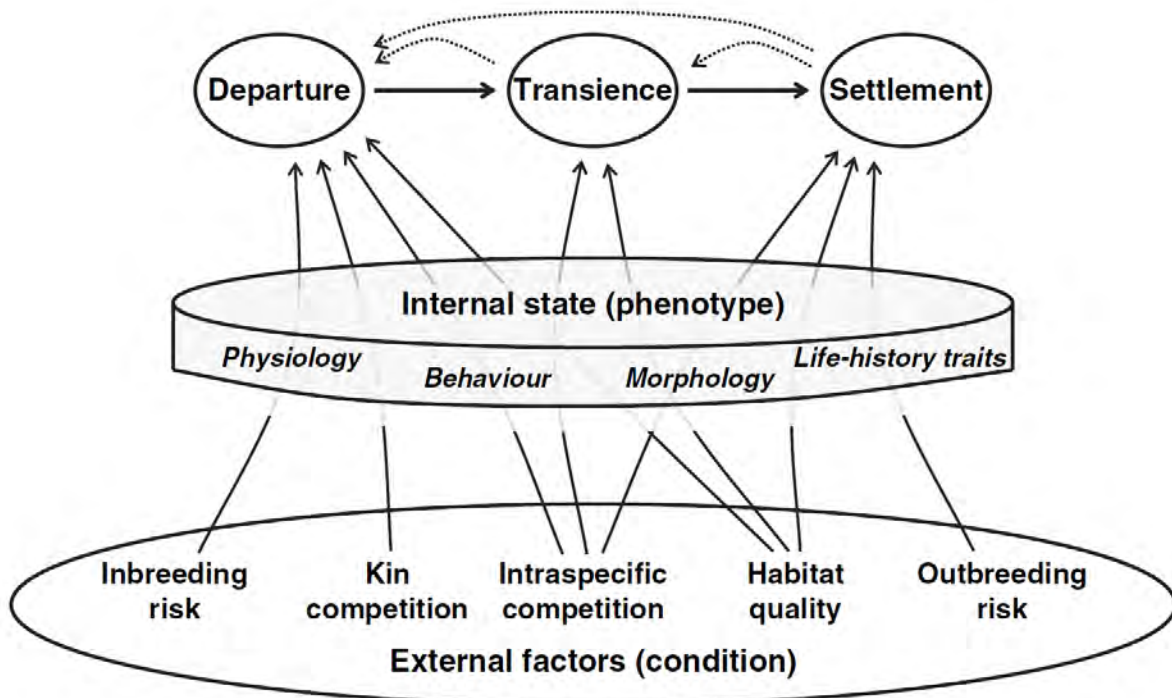 Departure
Transience
Settlement
Internal state (phenotype)
Physiology
Behaviour
Morphology
Life-history traits
Inbreeding
risk
Kin
competition
Intraspecific
competition
Habitat
quality
Outbreeding
risk
External factors (condition)